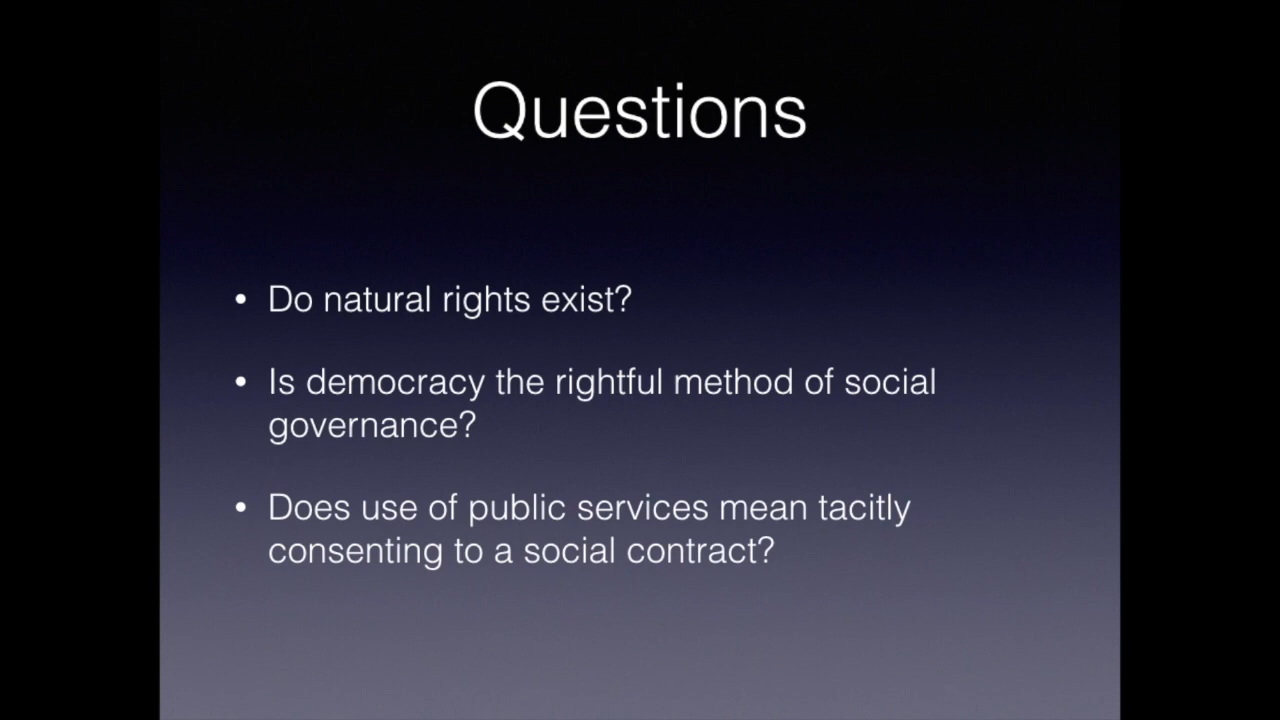 Questions
• Do natural rights exist?
• Is democracy the rightful method of social
governance?
• Does use of public services mean tacitly
consenting to a social contract?